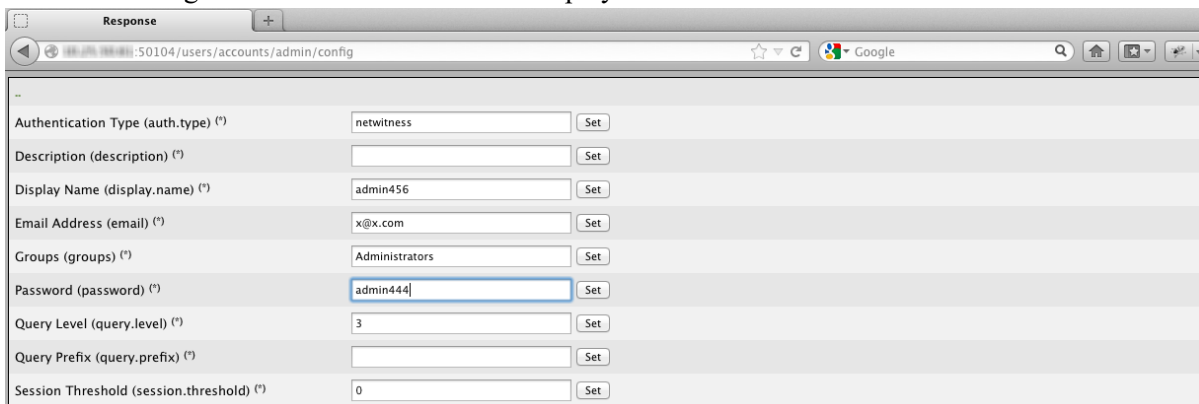 Response
:50104/users/accounts/admin/config
Google
..
Authentication Type (auth.type) (*) netwitness Set
Description (description) (*) Set
Display Name (display.name) (*) admin456 Set
Email Address (email) (*) x@x.com Set
Groups (groups) (*) Administrators Set
Password (password) (*) admin444 Set
Query Level (query.level) (*) 3 Set
Query Prefix (query.prefix) (*) Set
Session Threshold (session.threshold) (*) 0 Set